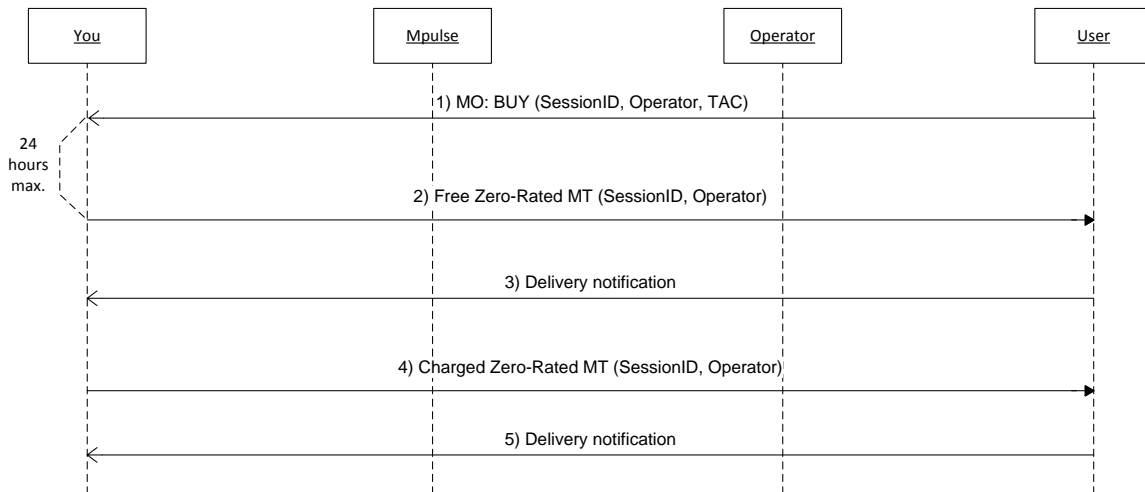 You
Mpulse
Operator
User
1) MO: BUY (SessionID, Operator, TAC)
24
hours
max.
2) Free Zero-Rated MT (SessionID, Operator)
3) Delivery notification
4) Charged Zero-Rated MT (SessionID, Operator)
5) Delivery notification